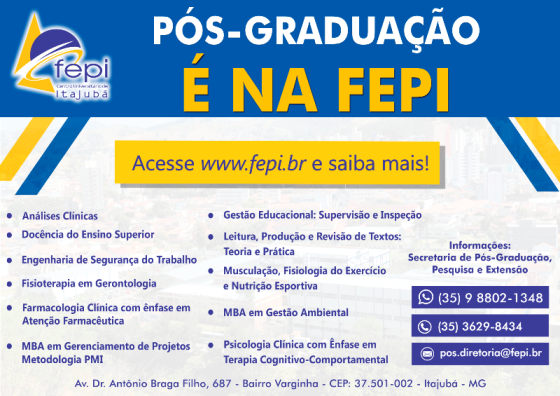 fepi
Centro Universitário de
Itajubá
PÓS-GRADUAÇÃO
É NA FEPI
Acesse www.fepi.br e saiba mais!
Análises Clínicas
Docência do Ensino Superior
Engenharia de Segurança do Trabalho
Fisioterapia em Gerontologia
Farmacologia Clínica com ênfase em
Atenção Farmacêutica
MBA em Gerenciamento de Projetos
Metodologia PMI
Gestão Educacional: Supervisão e Inspeção
Leitura, Produção e Revisão de Textos:
Teoria e Prática
Musculação, Fisiologia do Exercício
e Nutrição Esportiva
MBA em Gestão Ambiental
Psicologia Clínica com Ênfase em
Terapia Cognitivo-Comportamental
Informações:
Secretaria de Pós-Graduação,
Pesquisa e Extensão
(35) 9 8802-1348
(35) 3629-8434
pos.diretoria@fepi.br
Av. Dr. Antônio Braga Filho, 687 - Bairro Varginha - CEP: 37.501-002 - Itajubá - MG